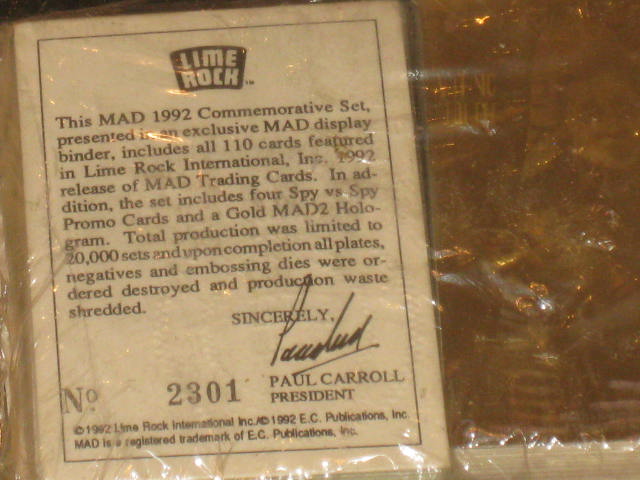 LIME
ROCK™
This MAD 1992 Commemorative Set,
presented in an exclusive MAD display
binder, includes all 110 cards featured
in Lime Rock International, Inc. 1992
release of MAD Trading Cards. In ad-
dition, the set includes four Spy vs Spy
Promo Cards and a Gold MAD2 Holo-
gram. Total production was limited to
20,000 sets and upon completion all plates,
negatives and embossing dies were or-
dered destroyed and production waste
shredded.
SINCERELY,
PAUL CARROLL
PRESIDENT
Nº 2301
©1992 Lime Rock International Inc./©1992 E.C. Publications, Inc.
MAD is a registered trademark of E.C. Publications, Inc.